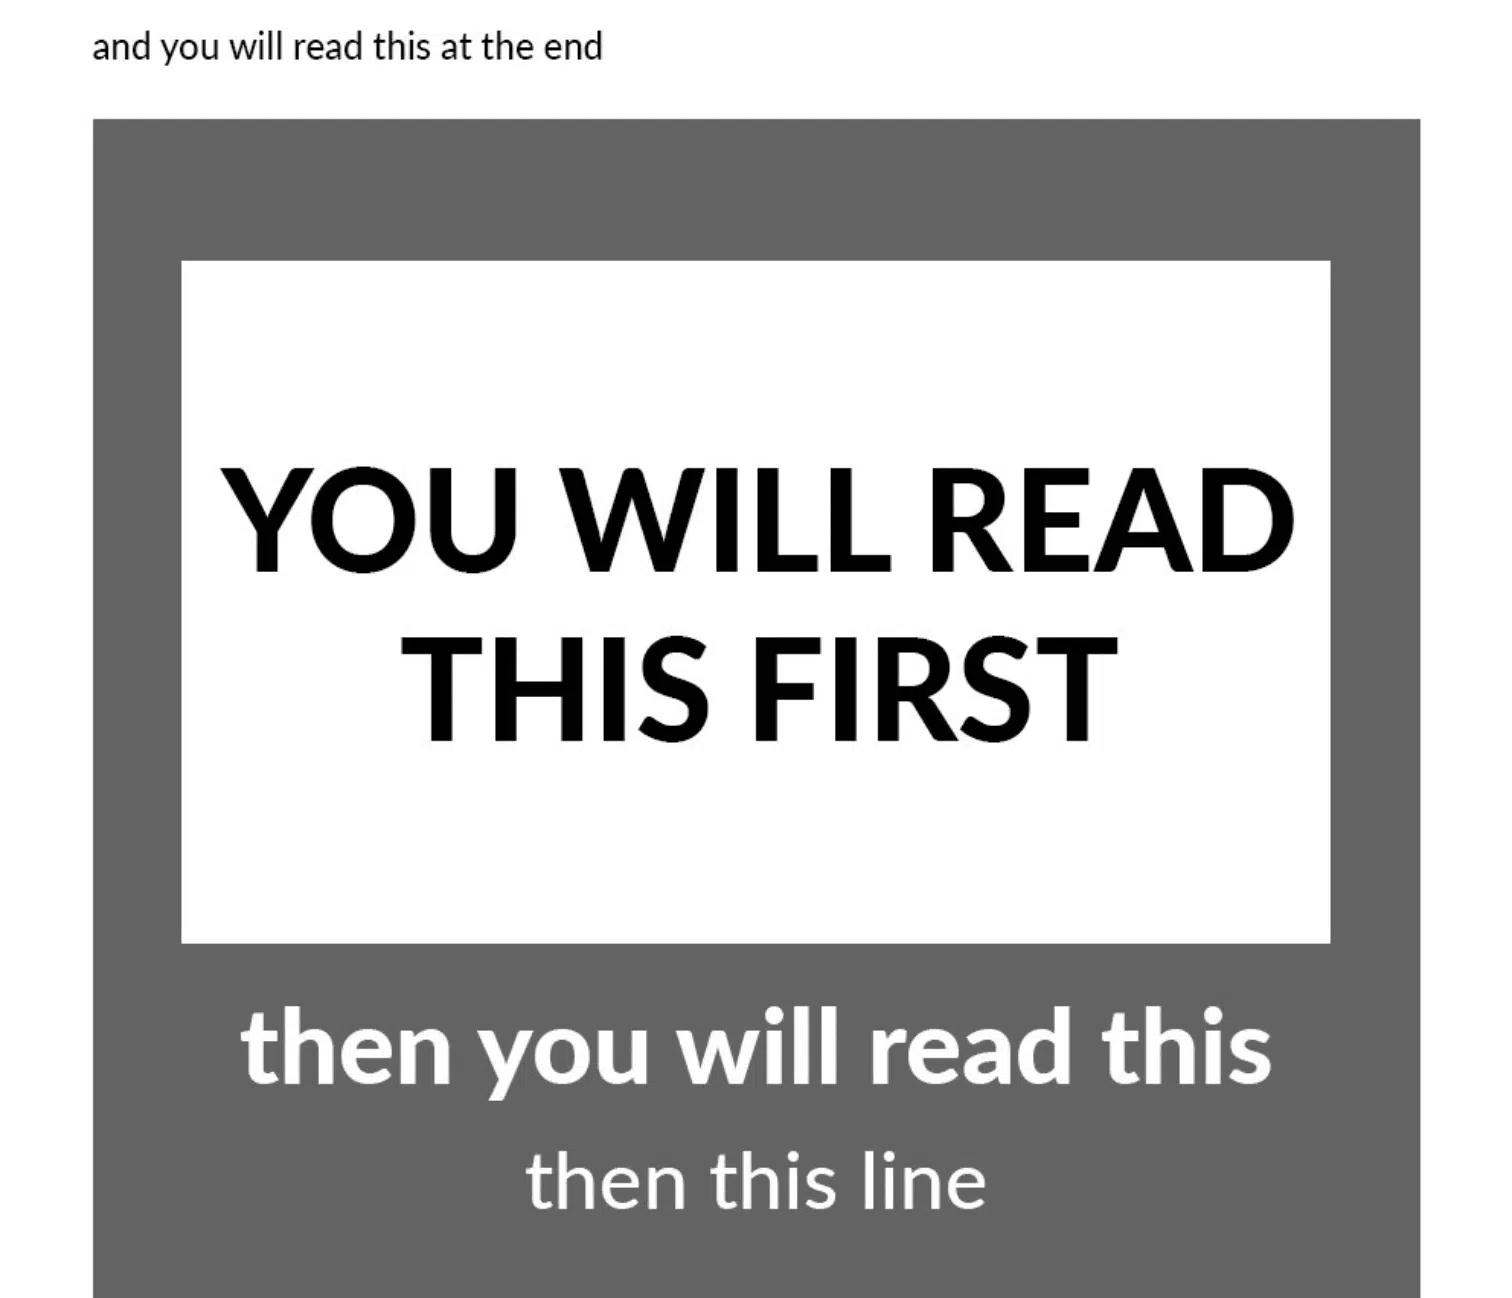 and you will read this at the end
YOU WILL READ
THIS FIRST
then you will read this
then this line